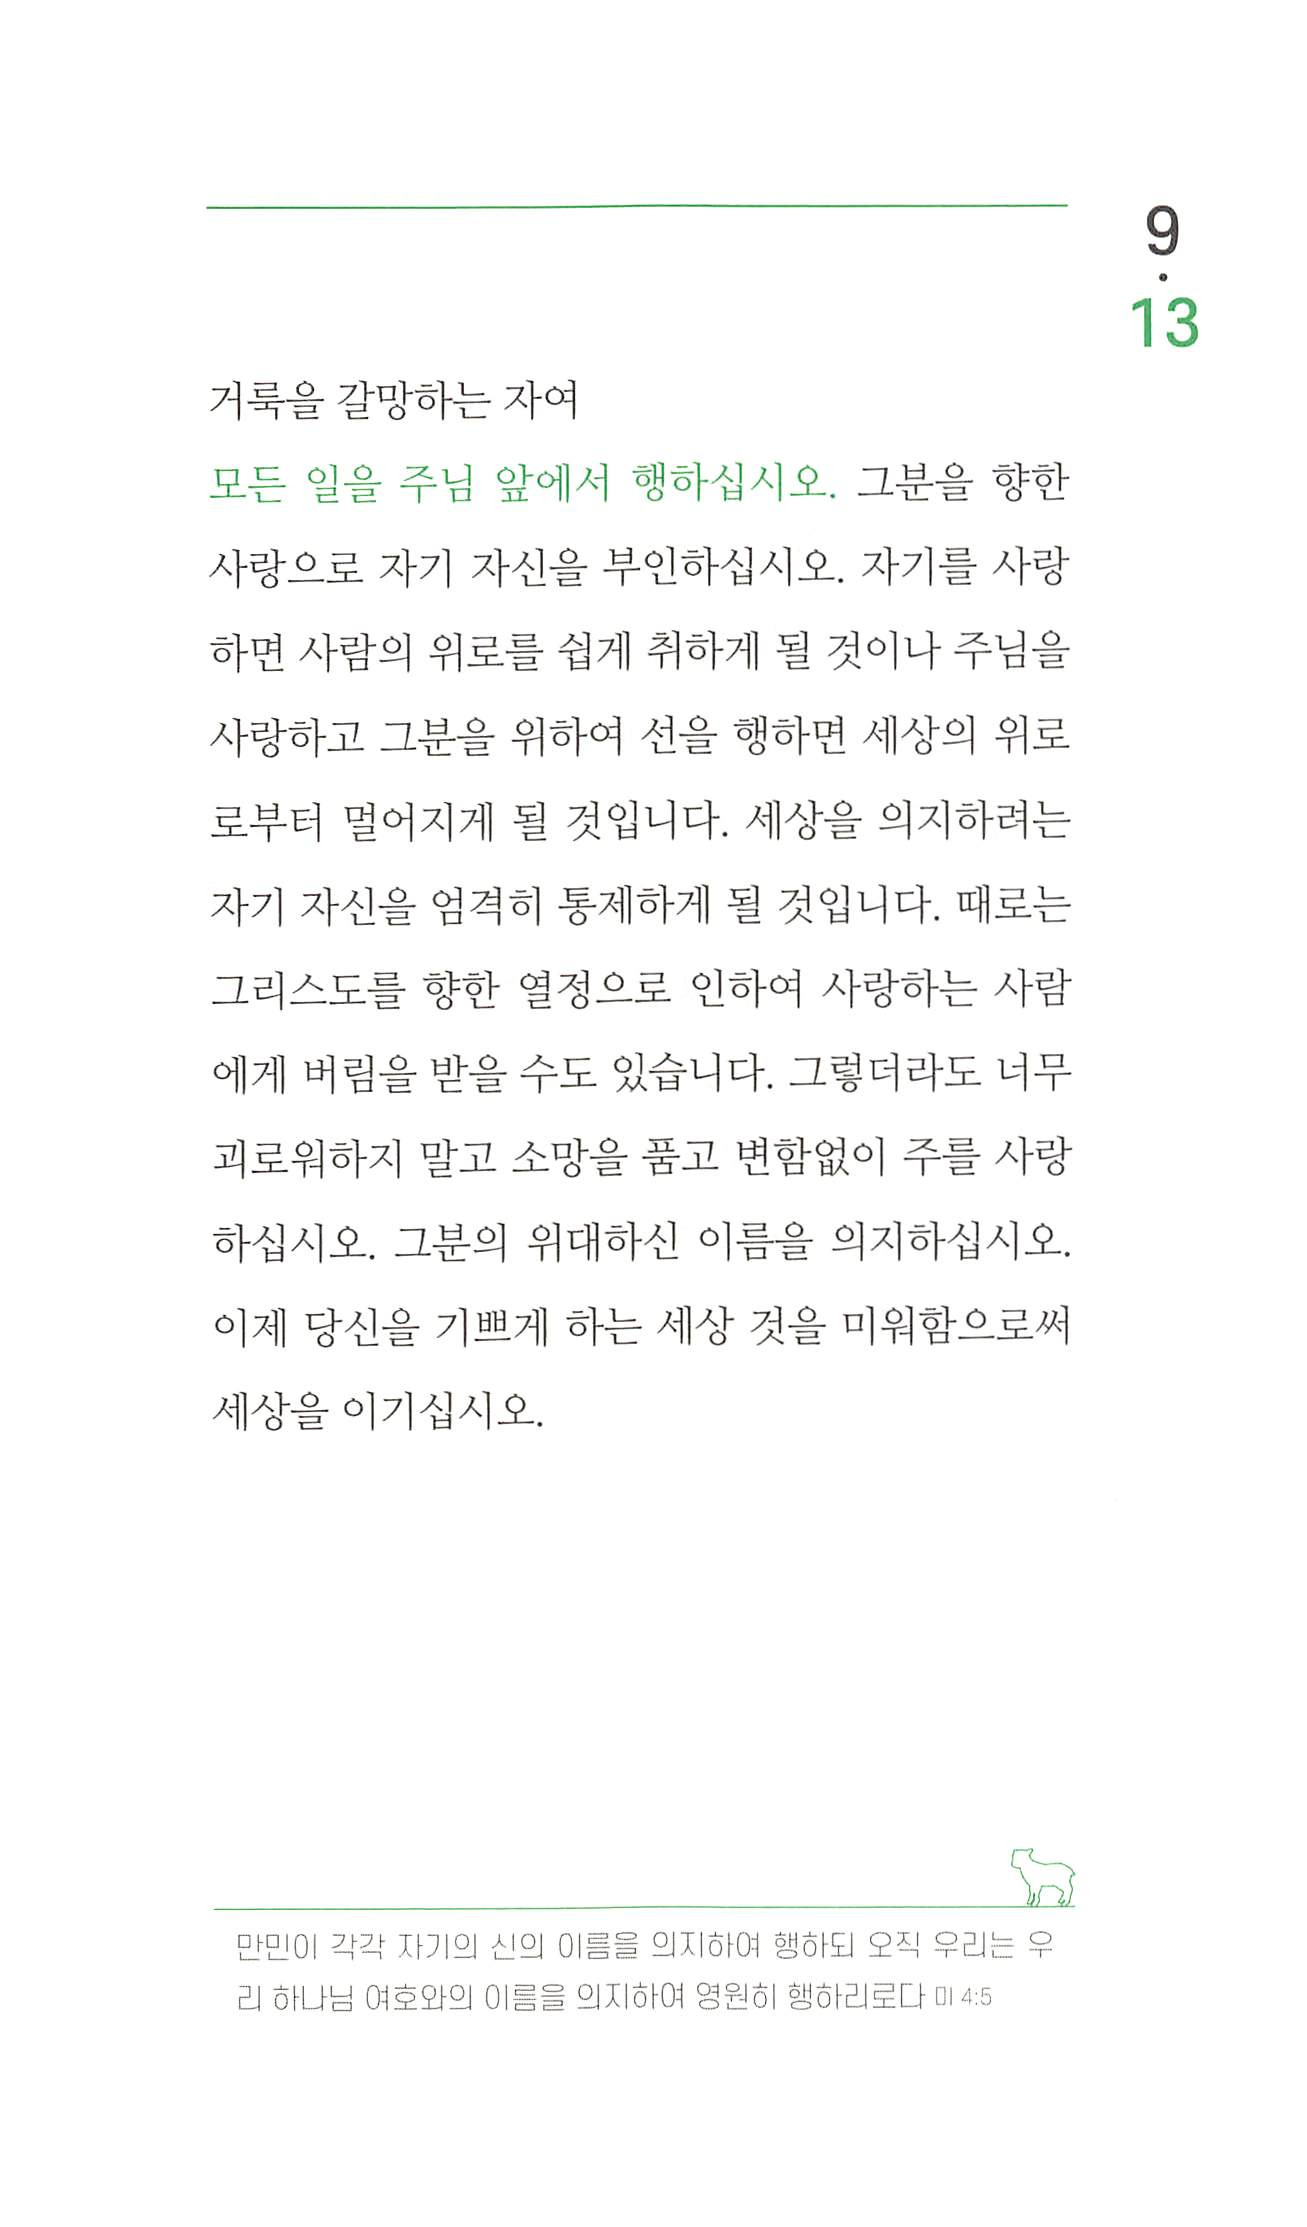 9
·
13
거룩을 갈망하는 자여
모든 일을 주님 앞에서 행하십시오. 그분을 향한
사랑으로 자기 자신을 부인하십시오. 자기를 사랑
하면 사람의 위로를 쉽게 취하게 될 것이나 주님을
사랑하고 그분을 위하여 선을 행하면 세상의 위로
로부터 멀어지게 될 것입니다. 세상을 의지하려는
자기 자신을 엄격히 통제하게 될 것입니다. 때로는
그리스도를 향한 열정으로 인하여 사랑하는 사람
에게 버림을 받을 수도 있습니다. 그렇더라도 너무
괴로워하지 말고 소망을 품고 변함없이 주를 사랑
하십시오. 그분의 위대하신 이름을 의지하십시오.
이제 당신을 기쁘게 하는 세상 것을 미워함으로써
세상을 이기십시오.
만민이 각각 자기의 신의 이름을 의지하여 행하되 오직 우리는 우
리 하나님 여호와의 이름을 의지하여 영원히 행하리로다 미 4:5